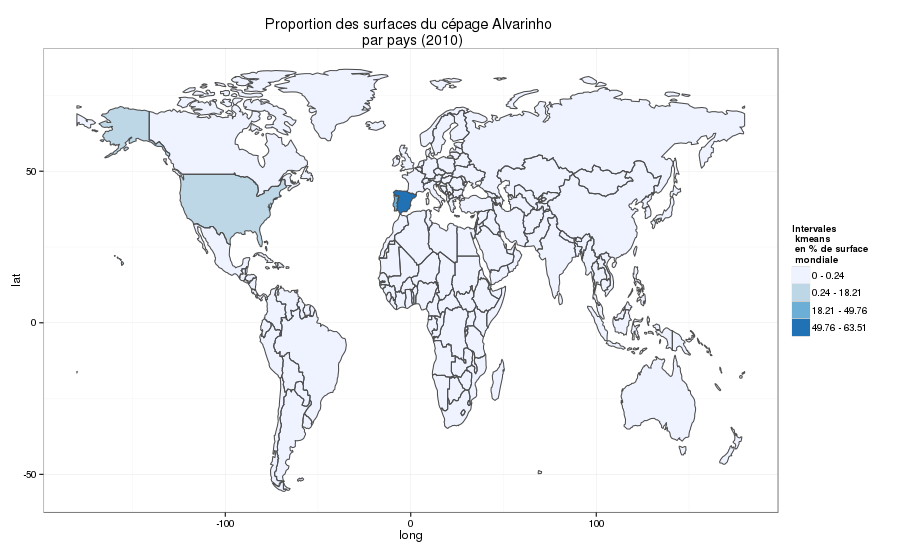 Proportion des surfaces du cépage Alvarinho
par pays (2010)
50
0
-50
lat
-100
0
100
long
Intervales
kmeans
en % de surface
mondiale
0 - 0.24
0.24 - 18.21
18.21 - 49.76
49.76 - 63.51